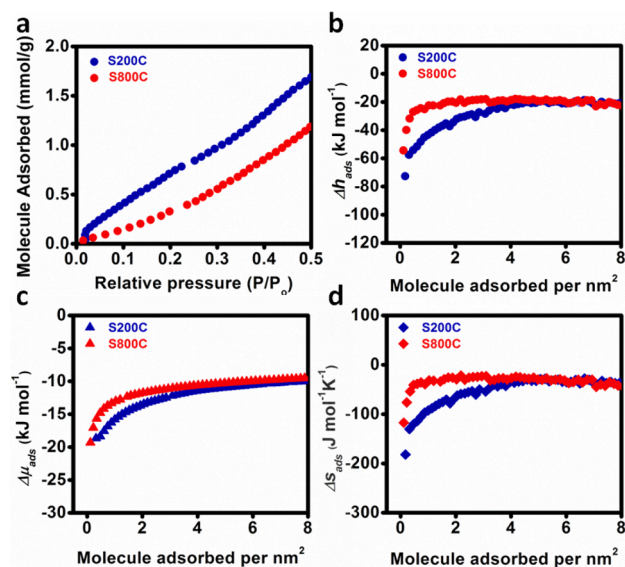 a
S200C
S800C
Molecule Adsorbed (mmol/g)
2.0
1.5
1.0
0.5
0.0
0.0 0.1 0.2 0.3 0.4 0.5
Relative pressure (P/Pₒ)
b
S200C
S800C
Δh_ads (kJ mol⁻¹)
20
0
-20
-40
-60
-80
-100
-120
0 2 4 6 8
Molecule adsorbed per nm²
c
S200C
S800C
Δμ_ads (kJ mol⁻¹)
0
-5
-10
-15
-20
-25
-30
0 2 4 6 8
Molecule adsorbed per nm²
d
S200C
S800C
Δs_ads (J mol⁻¹K⁻¹)
100
0
-100
-200
-300
0 2 4 6 8
Molecule adsorbed per nm²